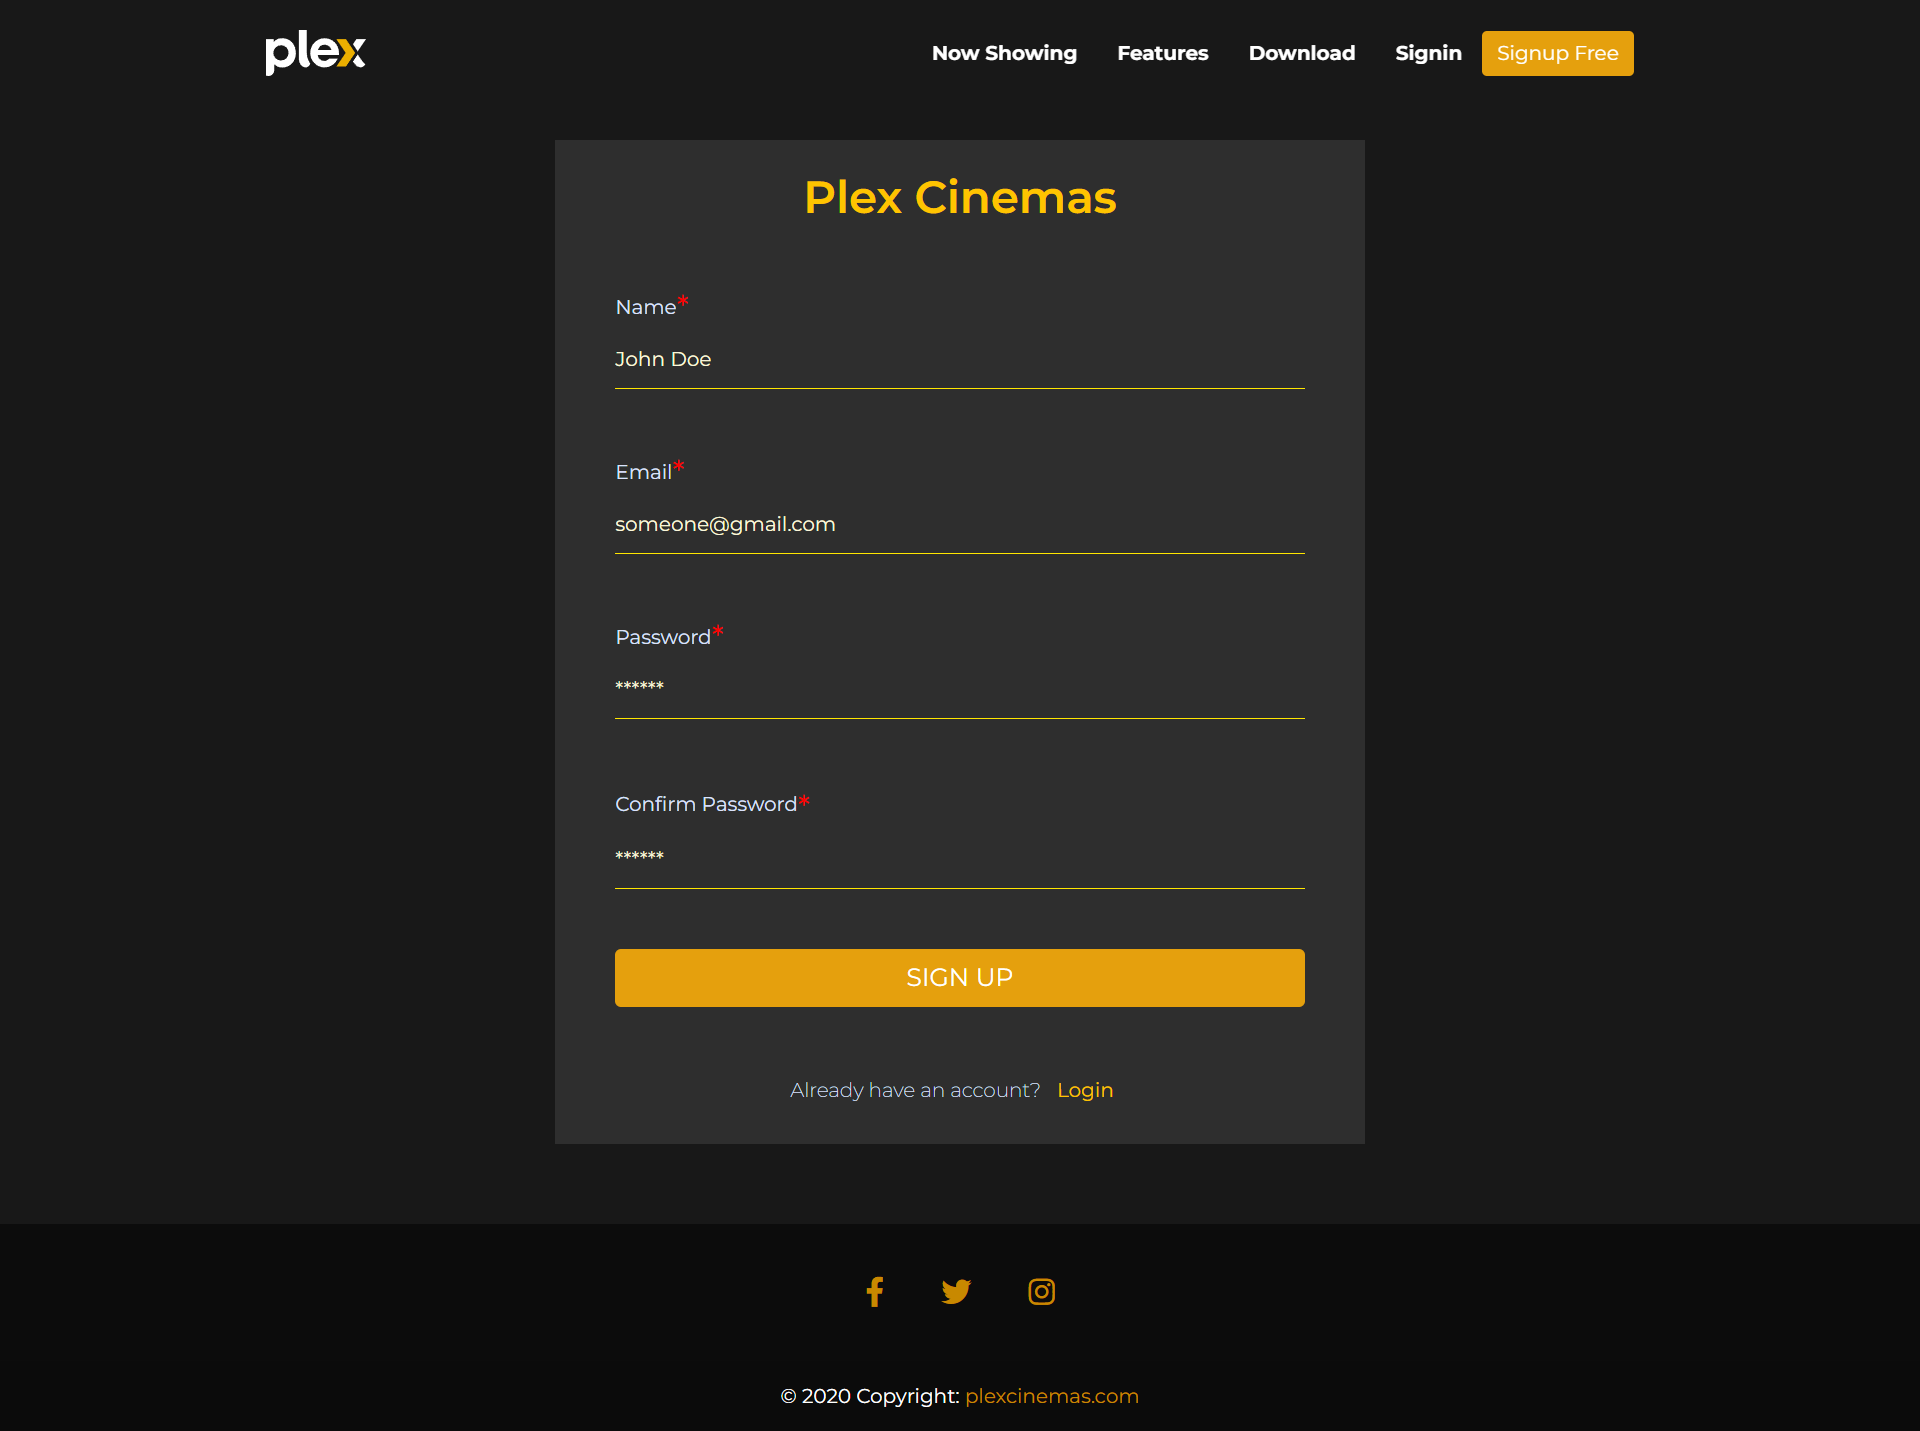 plex
Now Showing Features Download Signin Signup Free
Plex Cinemas
Name*
John Doe
Email*
someone@gmail.com
Password*
******
Confirm Password*
******
SIGN UP
Already have an account? Login
© 2020 Copyright: plexcinemas.com